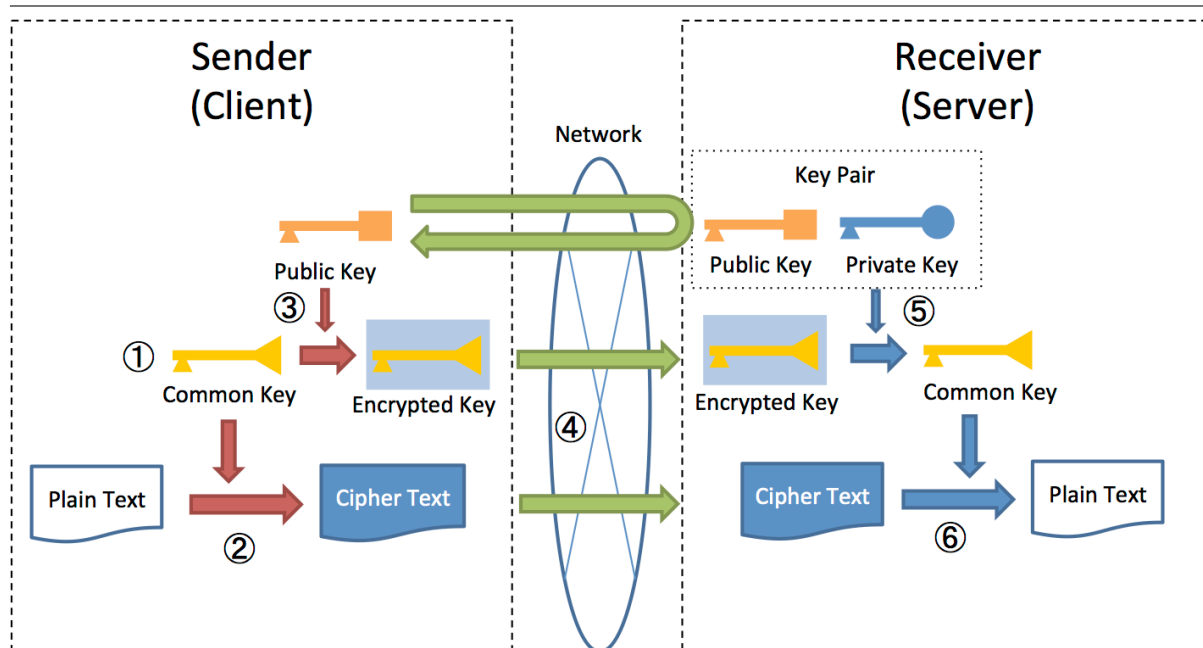 Sender
(Client)
Receiver
(Server)
Network
Key Pair
Public Key
Public Key
Private Key
③
⑤
①
Common Key
Encrypted Key
Encrypted Key
Common Key
④
Plain Text
Cipher Text
Cipher Text
Plain Text
②
⑥